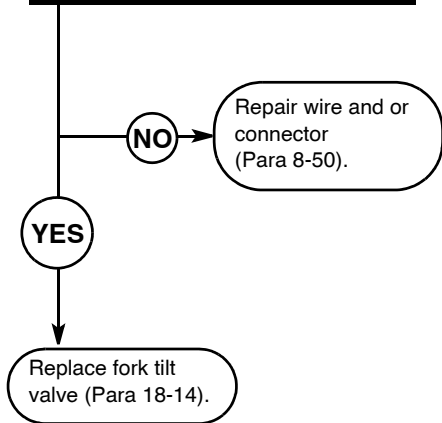 NO
Repair wire and or
connector
(Para 8-50).
YES
Replace fork tilt
valve (Para 18-14).